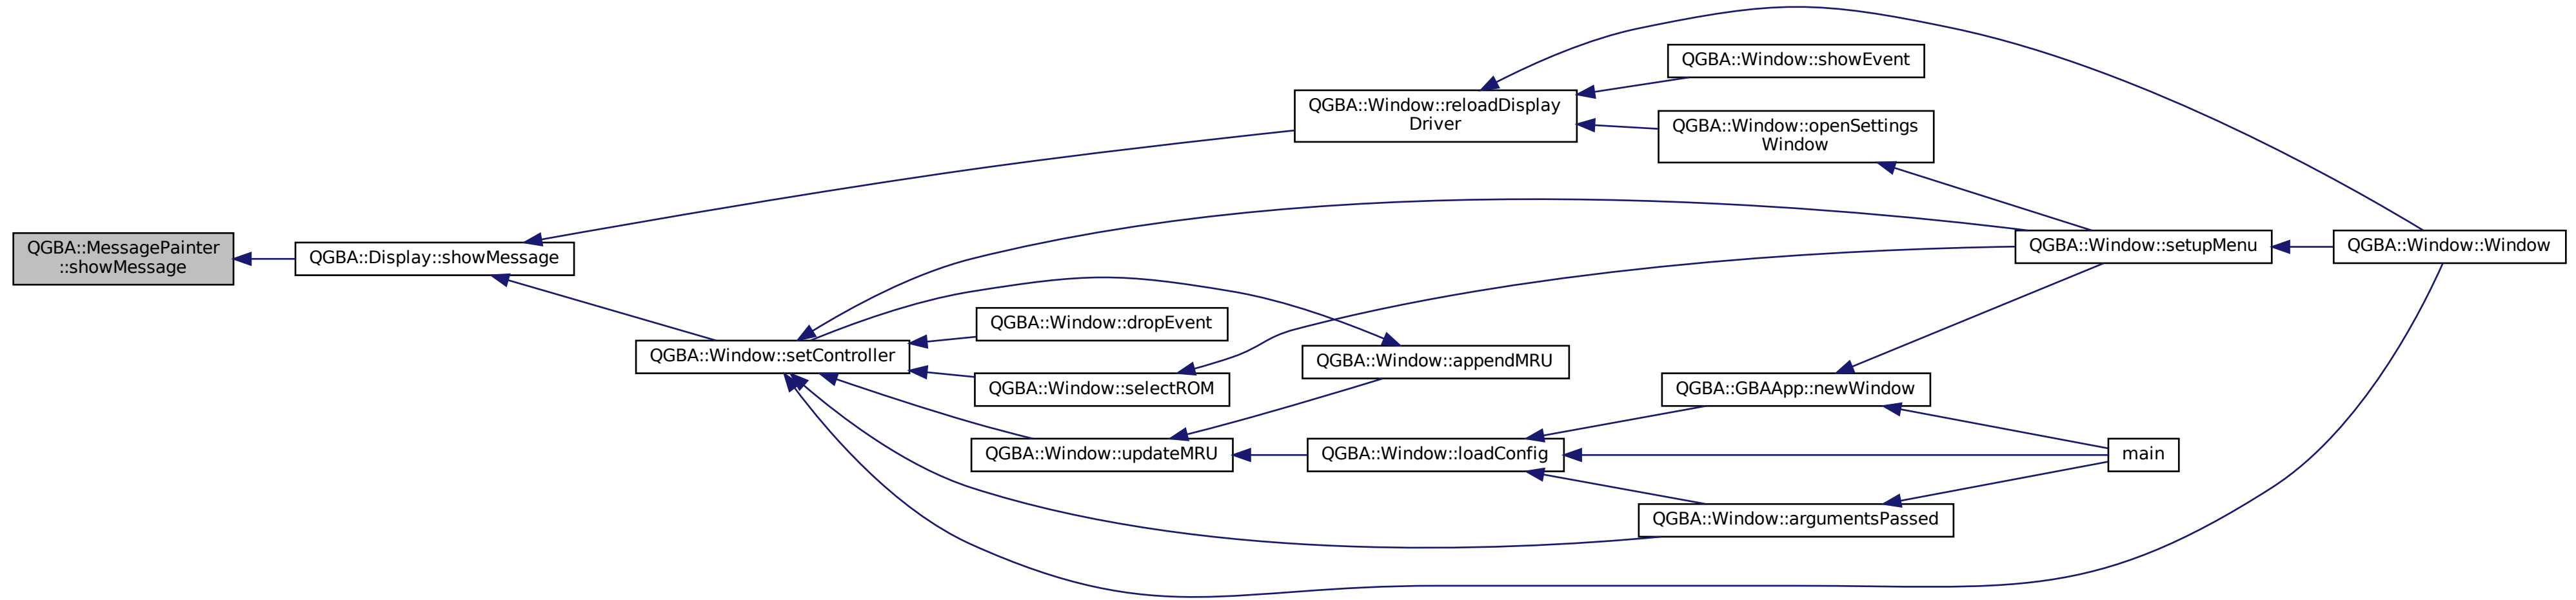 QGBA::MessagePainter
::showMessage
QGBA::Display::showMessage
QGBA::Window::reloadDisplay
Driver
QGBA::Window::showEvent
QGBA::Window::openSettings
Window
QGBA::Window::setupMenu
QGBA::Window::Window
QGBA::Window::setController
QGBA::Window::dropEvent
QGBA::Window::selectROM
QGBA::Window::appendMRU
QGBA::Window::updateMRU
QGBA::Window::loadConfig
QGBA::GBAApp::newWindow
main
QGBA::Window::argumentsPassed